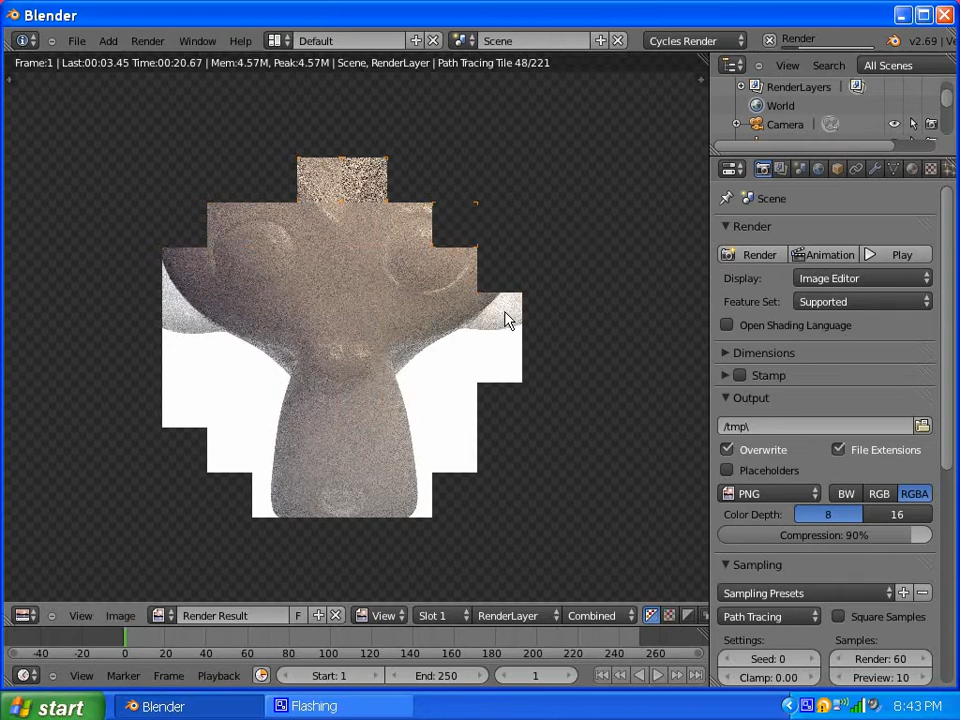 Blender
File Add Render Window Help Default Scene Cycles Render Render v2.69
Frame:1 | Last:00:03.45 Time:00:20.67 | Mem:4.57M, Peak:4.57M | Scene, RenderLayer | Path Tracing Tile 48/221
View Search All Scenes
RenderLayers
World
Camera
Scene
Render
Render Animation Play
Display: Image Editor
Feature Set: Supported
Open Shading Language
Dimensions
Stamp
Output
/tmp\
Overwrite File Extensions
Placeholders
PNG BW RGB RGBA
Color Depth: 8 16
Compression: 90%
Sampling
Sampling Presets
Path Tracing Square Samples
Settings: Samples:
Seed: 0 Render: 60
Clamp: 0.00 Preview: 10
View Image Render Result F View Slot 1 RenderLayer Combined
-40 -20 0 20 40 60 80 100 120 140 160 180 200 220 240 260
View Marker Frame Playback Start: 1 End: 250 1
start Blender Flashing 8:43 PM